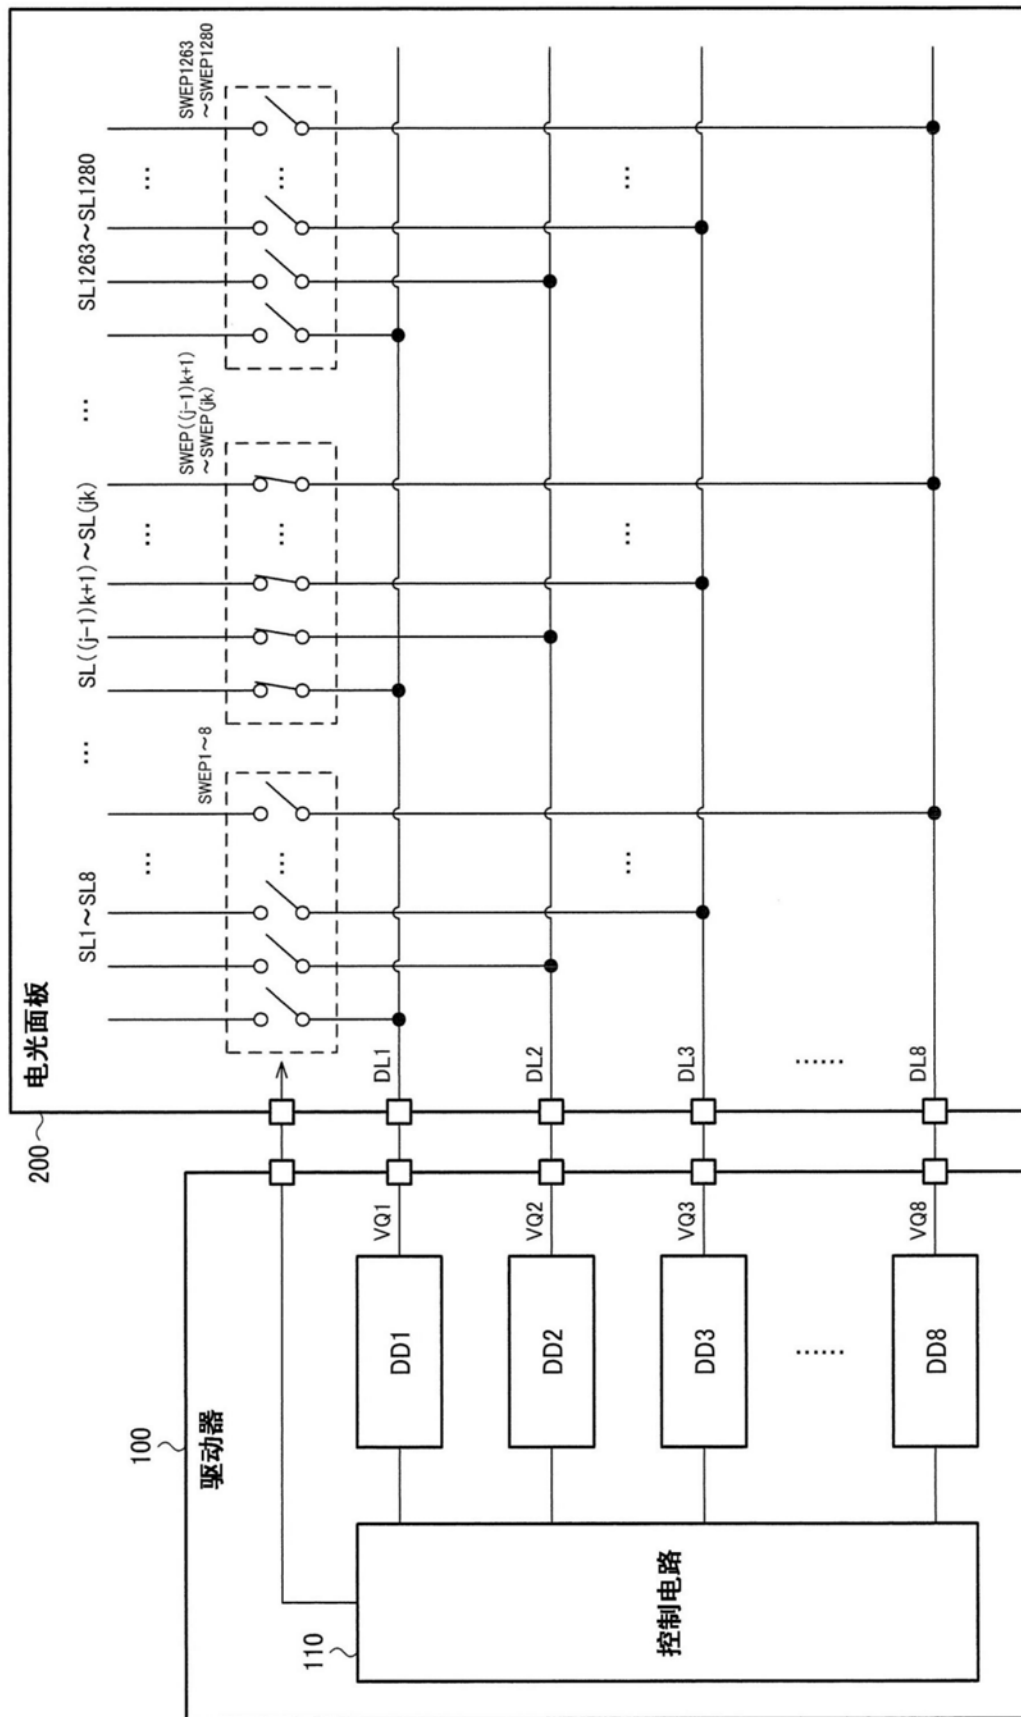 200
电光面板
SL1～SL8
…
SL((j-1)k+1)～SL(jk)
…
SL1263～SL1280
…
…
…
SWEP1～8
SWEP((j-1)k+1)
～SWEP(jk)
SWEP1263
～SWEP1280
…
…
…
…
…
…
DL1
DL2
DL3
……
DL8
100
驱动器
VQ1
VQ2
VQ3
VQ8
DD1
DD2
DD3
……
DD8
110
控制电路